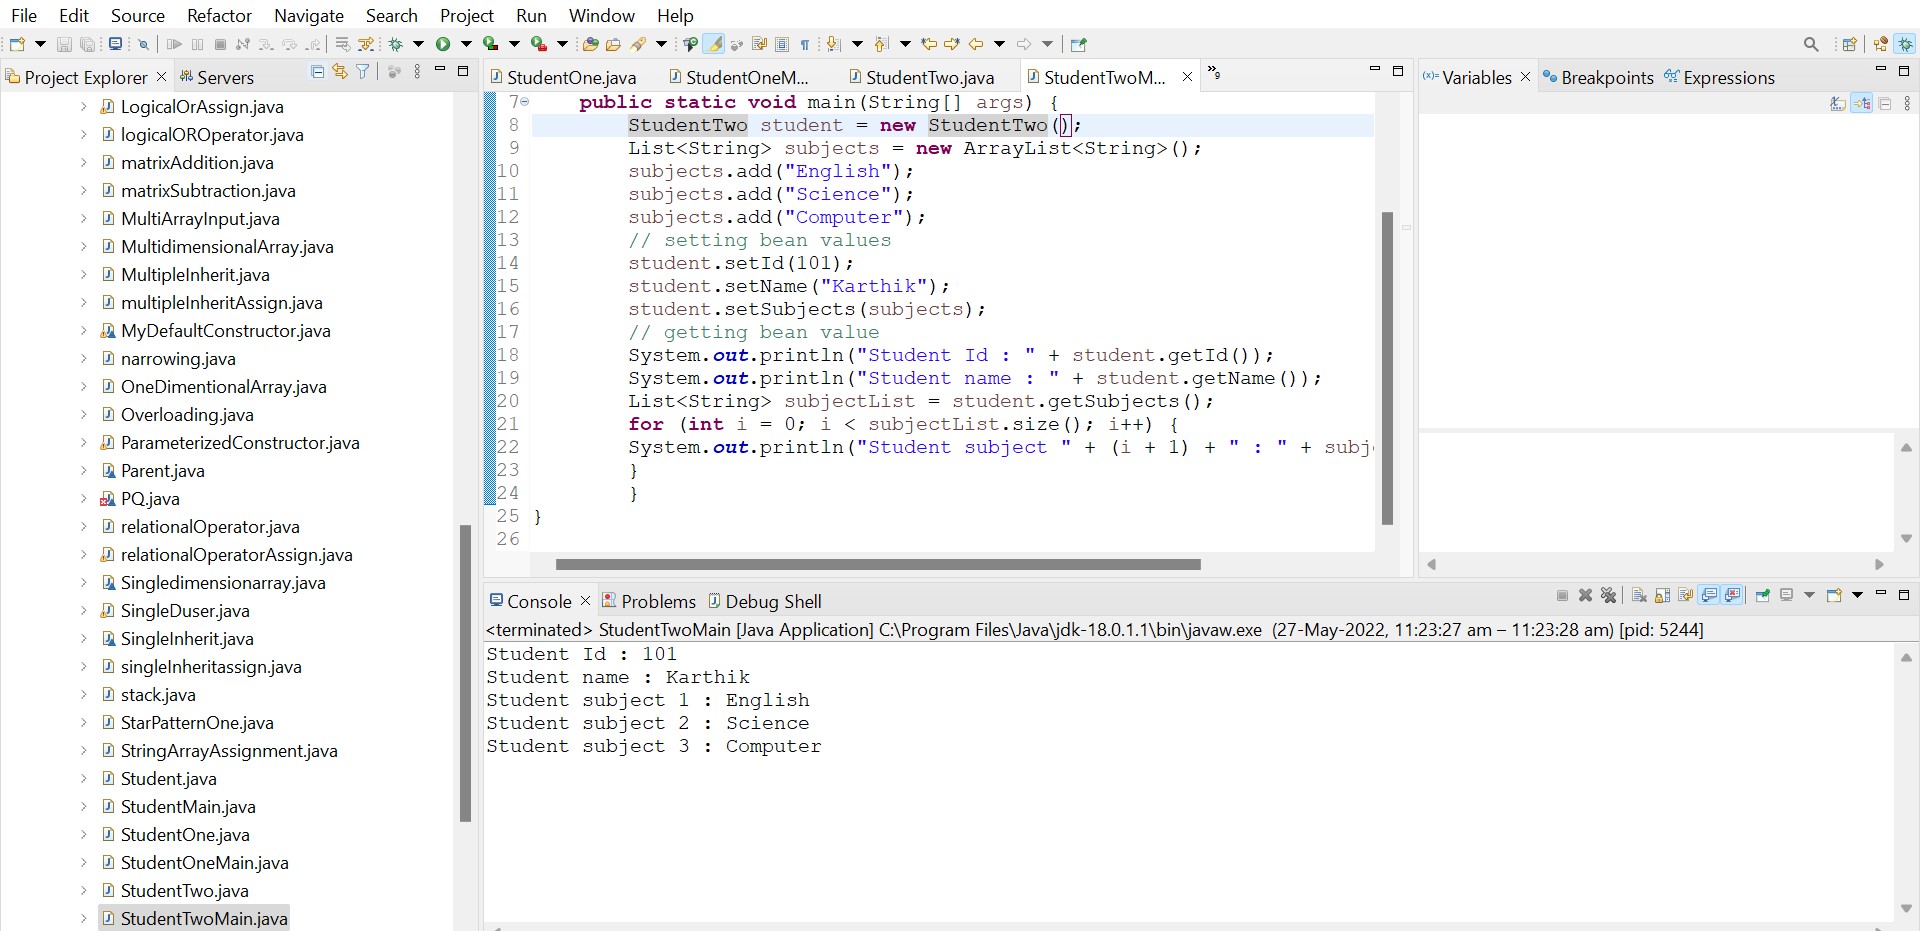 File Edit Source Refactor Navigate Search Project Run Window Help
Project Explorer Servers
LogicalOrAssign.java
logicalOROperator.java
matrixAddition.java
matrixSubtraction.java
MultiArrayInput.java
MultidimensionalArray.java
MultipleInherit.java
multipleInheritAssign.java
MyDefaultConstructor.java
narrowing.java
OneDimentionalArray.java
Overloading.java
ParameterizedConstructor.java
Parent.java
PQ.java
relationalOperator.java
relationalOperatorAssign.java
Singledimensionarray.java
SingleDuser.java
SingleInherit.java
singleInheritassign.java
stack.java
StarPatternOne.java
StringArrayAssignment.java
Student.java
StudentMain.java
StudentOne.java
StudentOneMain.java
StudentTwo.java
StudentTwoMain.java
StudentOne.java StudentOneM... StudentTwo.java StudentTwoM... »9
7 public static void main(String[] args) {
8 StudentTwo student = new StudentTwo();
9 List<String> subjects = new ArrayList<String>();
10 subjects.add("English");
11 subjects.add("Science");
12 subjects.add("Computer");
13 // setting bean values
14 student.setId(101);
15 student.setName("Karthik");
16 student.setSubjects(subjects);
17 // getting bean value
18 System.out.println("Student Id : " + student.getId());
19 System.out.println("Student name : " + student.getName());
20 List<String> subjectList = student.getSubjects();
21 for (int i = 0; i < subjectList.size(); i++) {
22 System.out.println("Student subject " + (i + 1) + " : " + subj
23 }
24 }
25 }
26
Variables Breakpoints Expressions
Console Problems Debug Shell
<terminated> StudentTwoMain [Java Application] C:\Program Files\Java\jdk-18.0.1.1\bin\javaw.exe (27-May-2022, 11:23:27 am – 11:23:28 am) [pid: 5244]
Student Id : 101
Student name : Karthik
Student subject 1 : English
Student subject 2 : Science
Student subject 3 : Computer